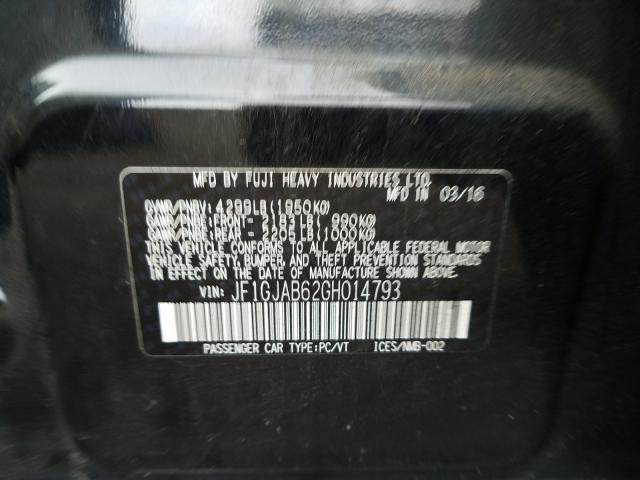 MFD BY FUJI HEAVY INDUSTRIES LTD.
MFD IN 03/16
GVWR/PNBV: 4299LB (1950KG)
GAWR/PNBE: FRONT: 2183LB ( 990KG)
GAWR/PNBE: REAR : 2205LB (1000KG)
THIS VEHICLE CONFORMS TO ALL APPLICABLE FEDERAL MOTOR
VEHICLE SAFETY, BUMPER, AND THEFT PREVENTION STANDARDS
IN EFFECT ON THE DATE OF MANUFACTURE SHOWN ABOVE.
VIN: JF1GJAB62GH014793
PASSENGER CAR TYPE:PC/VT ICES/NMB-002